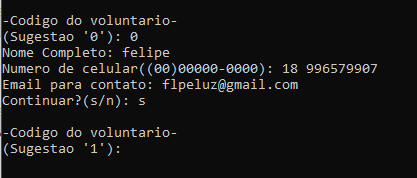 -Codigo do voluntario-
(Sugestao '0'): 0
Nome Completo: felipe
Numero de celular((00)00000-0000): 18 996579907
Email para contato: flpeluz@gmail.com
Continuar?(s/n): s
-Codigo do voluntario-
(Sugestao '1'):